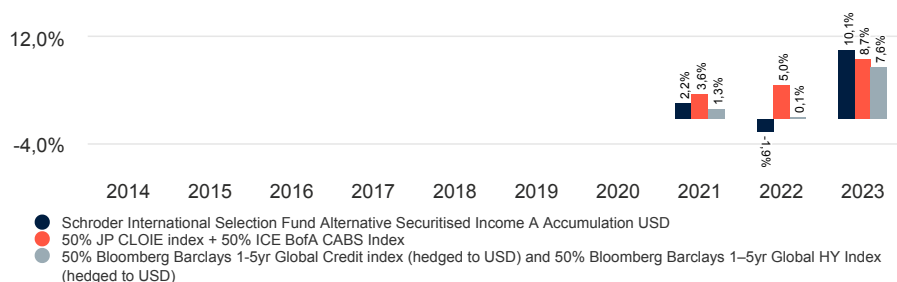 12,0%
-4,0%
2,2%
3,6%
1,3%
-1,9%
5,0%
0,1%
10,1%
8,7%
7,6%
2014 2015 2016 2017 2018 2019 2020 2021 2022 2023
Schroder International Selection Fund Alternative Securitised Income A Accumulation USD
50% JP CLOIE index + 50% ICE BofA CABS Index
50% Bloomberg Barclays 1-5yr Global Credit index (hedged to USD) and 50% Bloomberg Barclays 1–5yr Global HY Index
(hedged to USD)